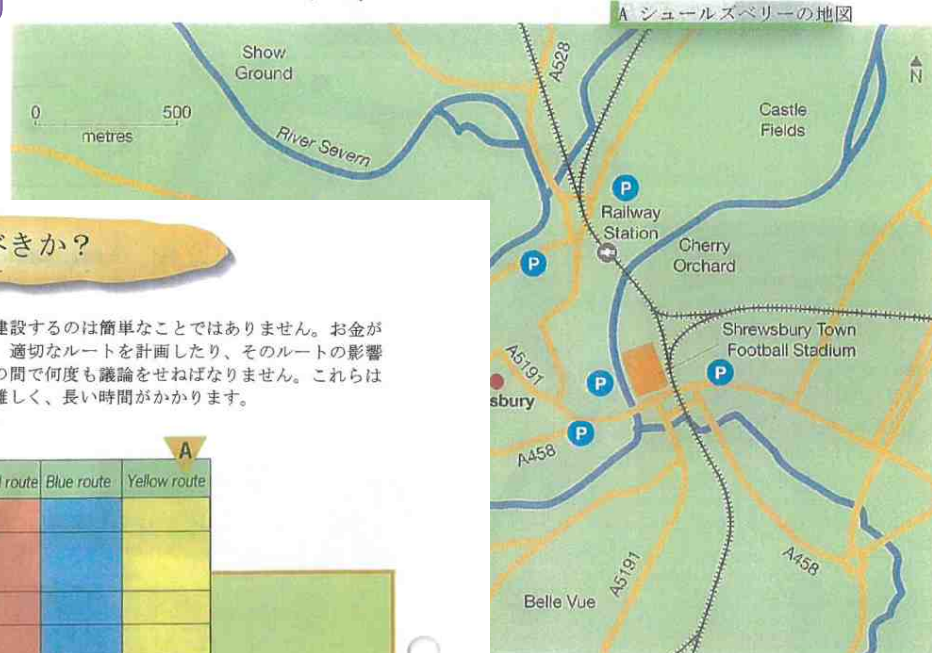 A シュールズベリーの地図
Show
Ground
0 500
metres
River Severn
A528
N
Castle
Fields
P
Railway
Station
Cherry
Orchard
P
Shrewsbury Town
Football Stadium
A5191
P
P
sbury
P
A458
A5191
A458
Belle Vue
べきか?
建設するのは簡単なことではありません。お金が
適切なルートを計画したり、そのルートの影響
の間で何度も議論をせねばなりません。これらは
難しく、長い時間がかかります。
A
route Blue route Yellow route